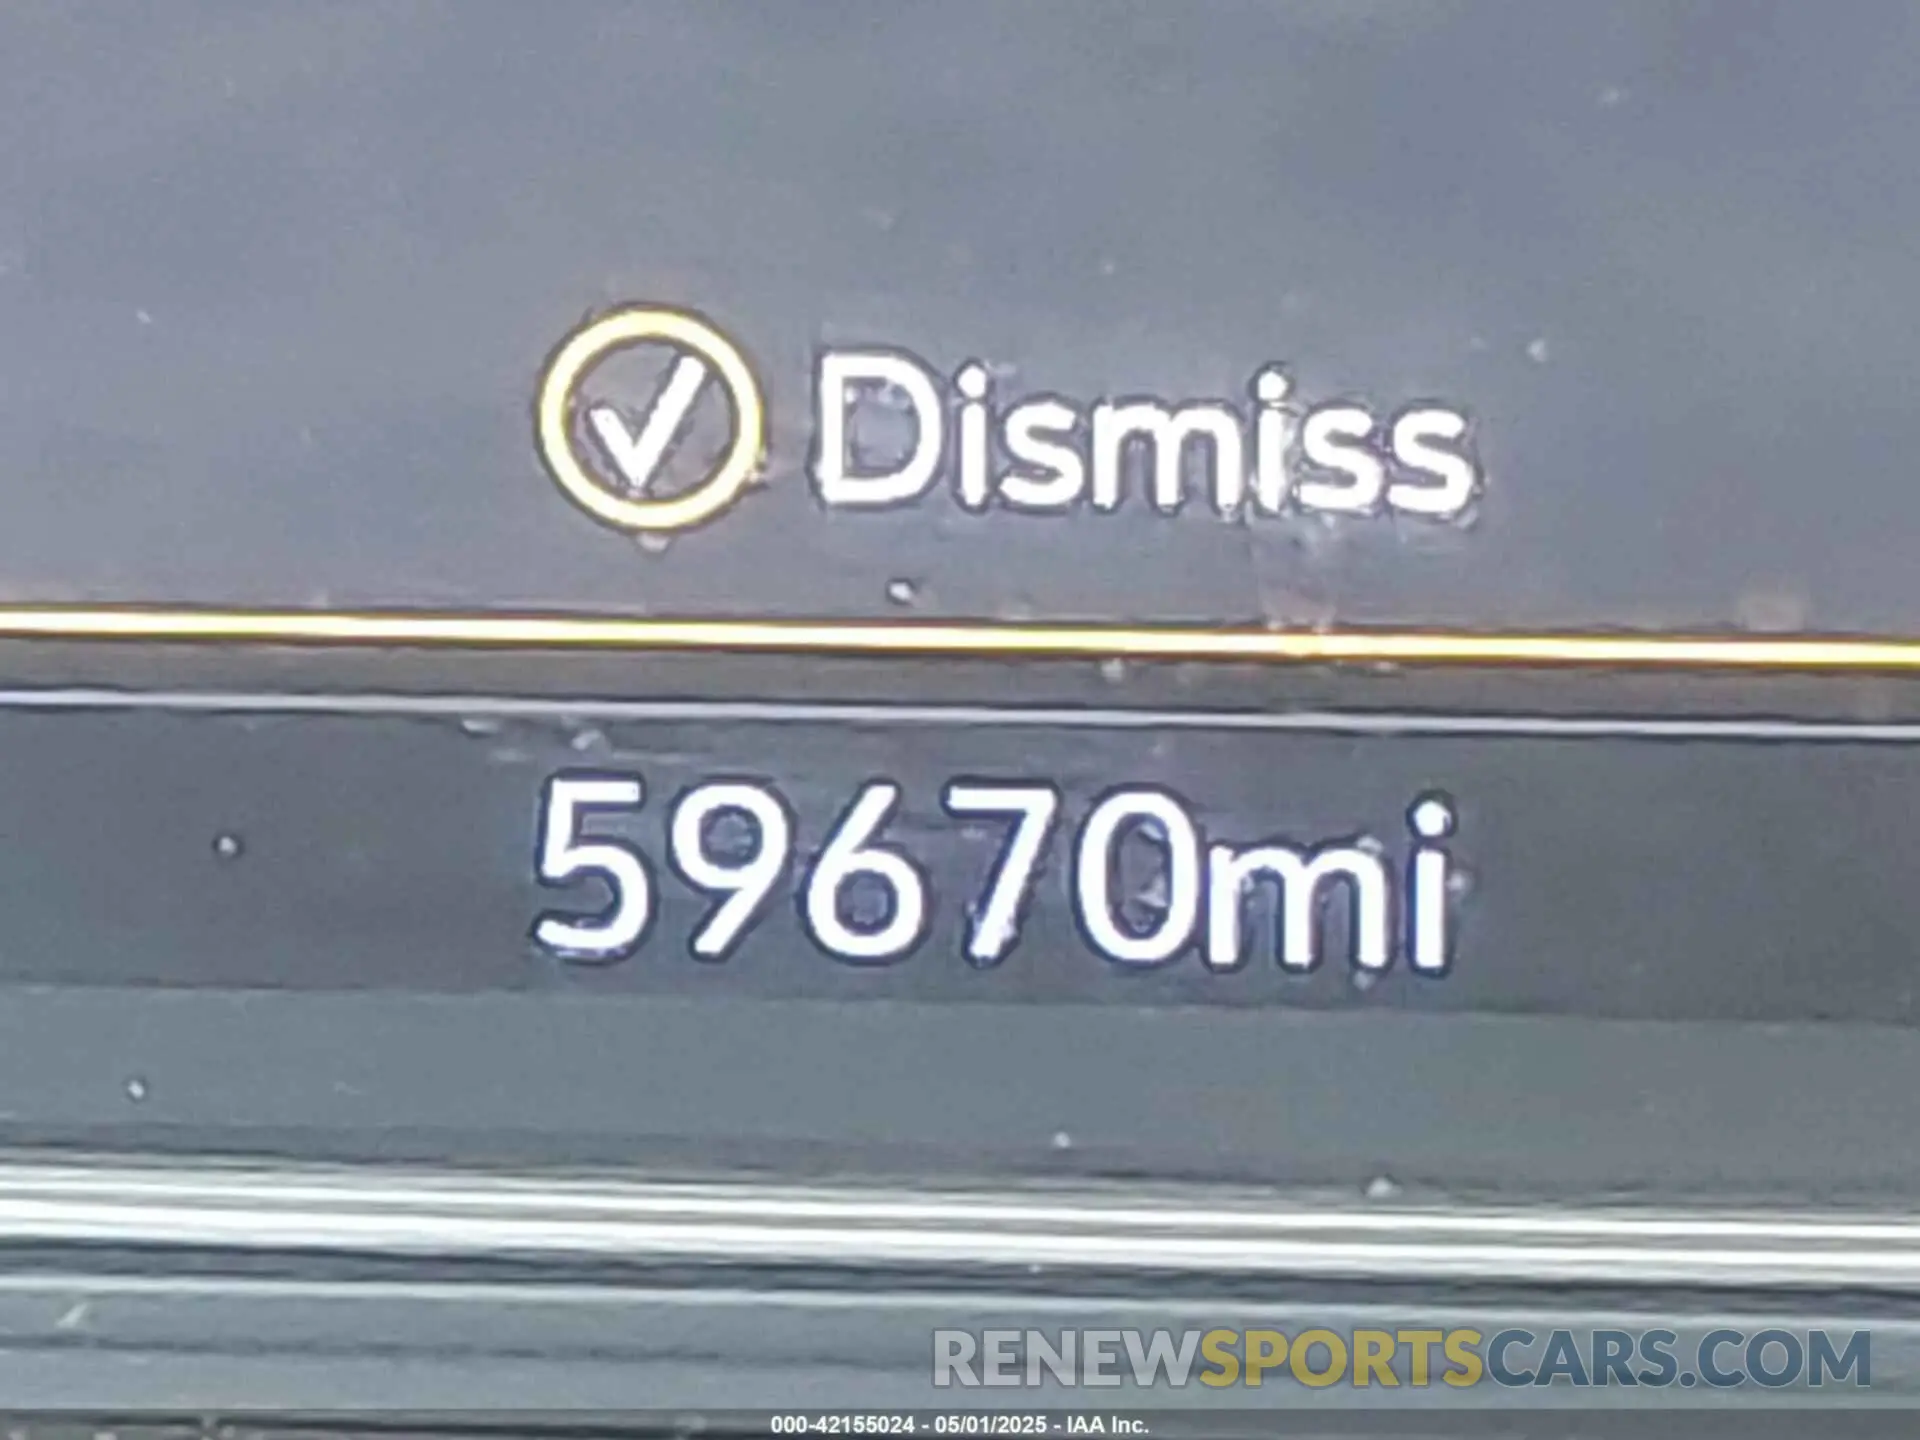 Dismiss
59670mi
RENEWSPORTSCARS.COM
000-42155024 - 05/01/2025 - IAA Inc.